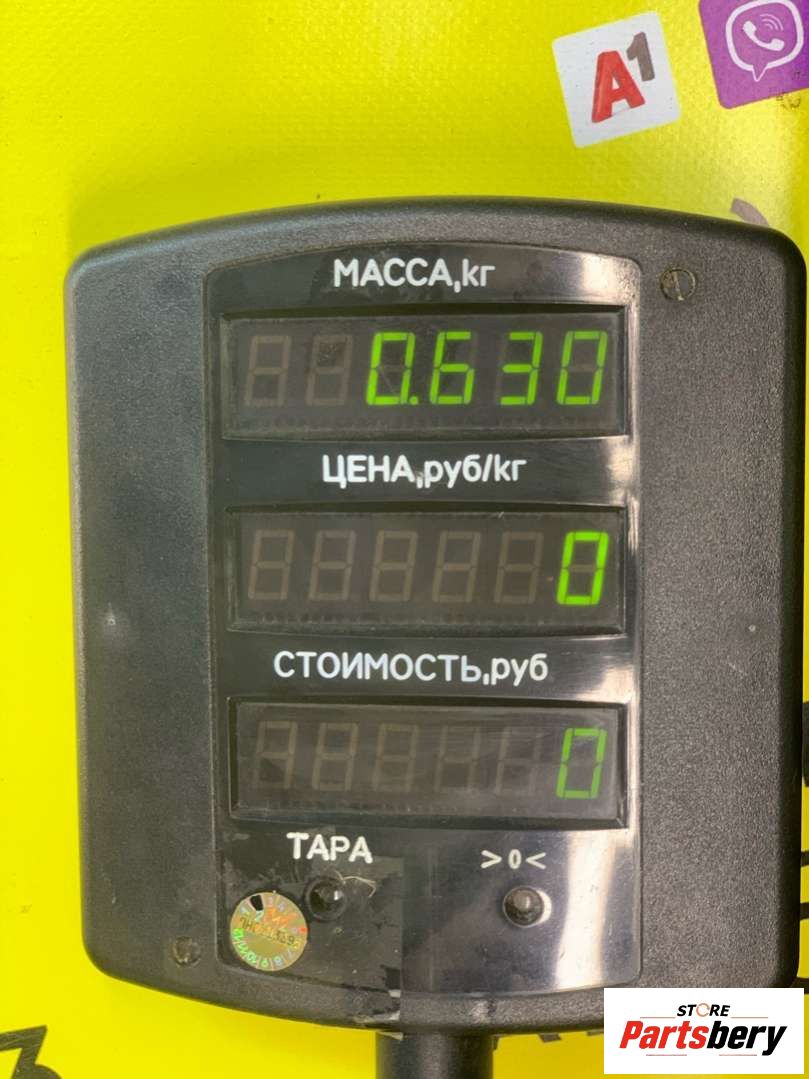 A1
МАССА,кг
0.630
ЦЕНА,руб/кг
0
СТОИМОСТЬ,руб
0
ТАРА
>0<
STORE
Partsbery